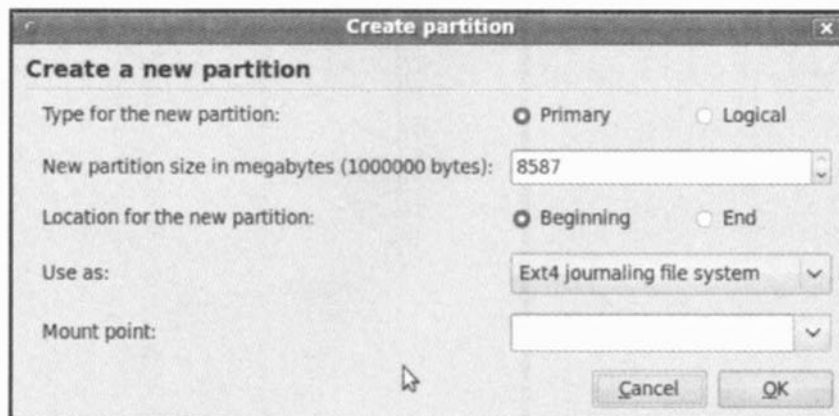 Create partition
Create a new partition
Type for the new partition: Primary Logical
New partition size in megabytes (1000000 bytes): 8587
Location for the new partition: Beginning End
Use as: Ext4 journaling file system
Mount point:
Cancel OK